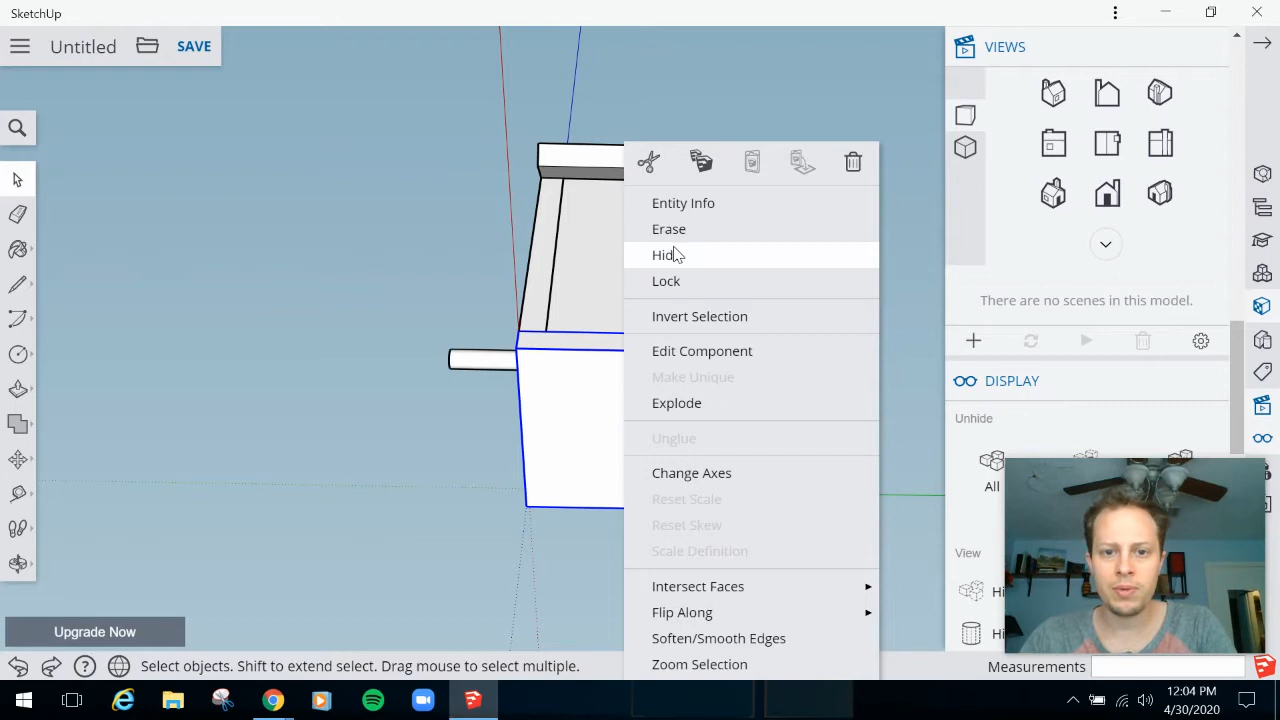 SketchUp
Untitled
SAVE
VIEWS
Entity Info
Erase
Hid
Lock
There are no scenes in this model.
Invert Selection
Edit Component
Make Unique
DISPLAY
Explode
Unhide
Unglue
Change Axes
All
Reset Scale
Reset Skew
Scale Definition
View
Intersect Faces
Hi
Flip Along
Upgrade Now
Soften/Smooth Edges
Hi
Zoom Selection
Select objects. Shift to extend select. Drag mouse to select multiple.
Measurements
12:04 PM
4/30/2020